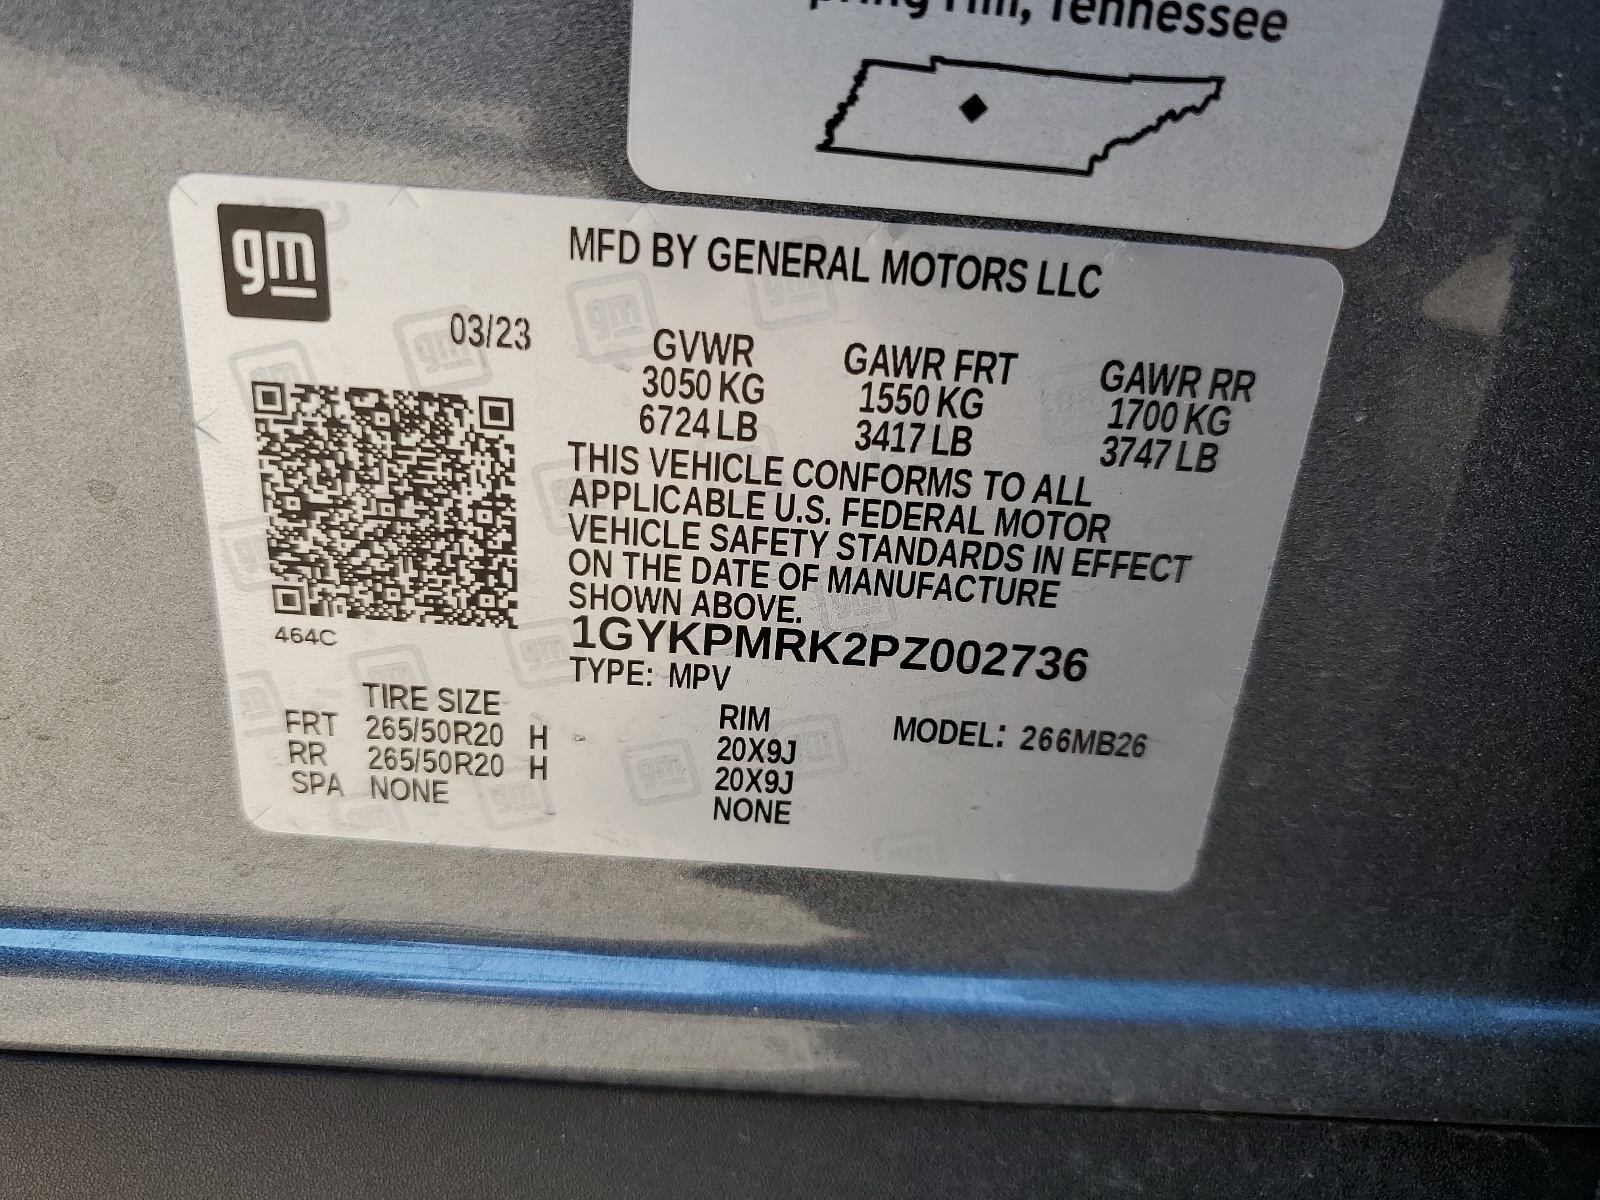 Spring Hill, Tennessee
gm
MFD BY GENERAL MOTORS LLC
03/23
GVWR GAWR FRT GAWR RR
3050 KG 1550 KG 1700 KG
6724 LB 3417 LB 3747 LB
THIS VEHICLE CONFORMS TO ALL
APPLICABLE U.S. FEDERAL MOTOR
VEHICLE SAFETY STANDARDS IN EFFECT
ON THE DATE OF MANUFACTURE
SHOWN ABOVE.
1GYKPMRK2PZ002736
464C
TYPE: MPV
TIRE SIZE RIM MODEL: 266MB26
FRT 265/50R20 H 20X9J
RR 265/50R20 H 20X9J
SPA NONE NONE